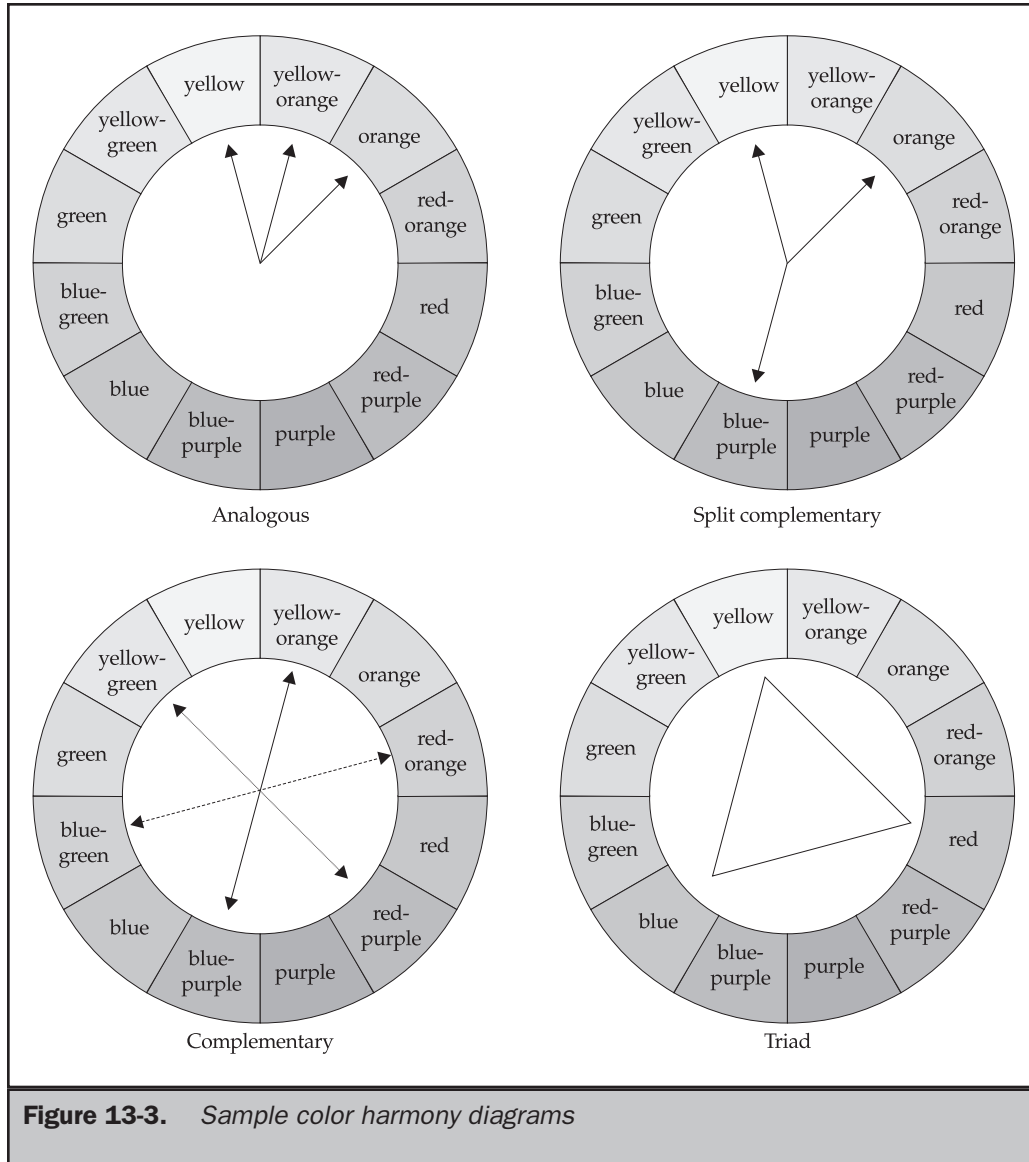 yellow
yellow-
orange
orange
red-
orange
red
red-
purple
purple
blue-
purple
blue
blue-
green
green
yellow-
green
Analogous
yellow
yellow-
orange
orange
red-
orange
red
red-
purple
purple
blue-
purple
blue
blue-
green
green
yellow-
green
Split complementary
yellow
yellow-
orange
orange
red-
orange
red
red-
purple
purple
blue-
purple
blue
blue-
green
green
yellow-
green
Complementary
yellow
yellow-
orange
orange
red-
orange
red
red-
purple
purple
blue-
purple
blue
blue-
green
green
yellow-
green
Triad
Figure 13-3. Sample color harmony diagrams